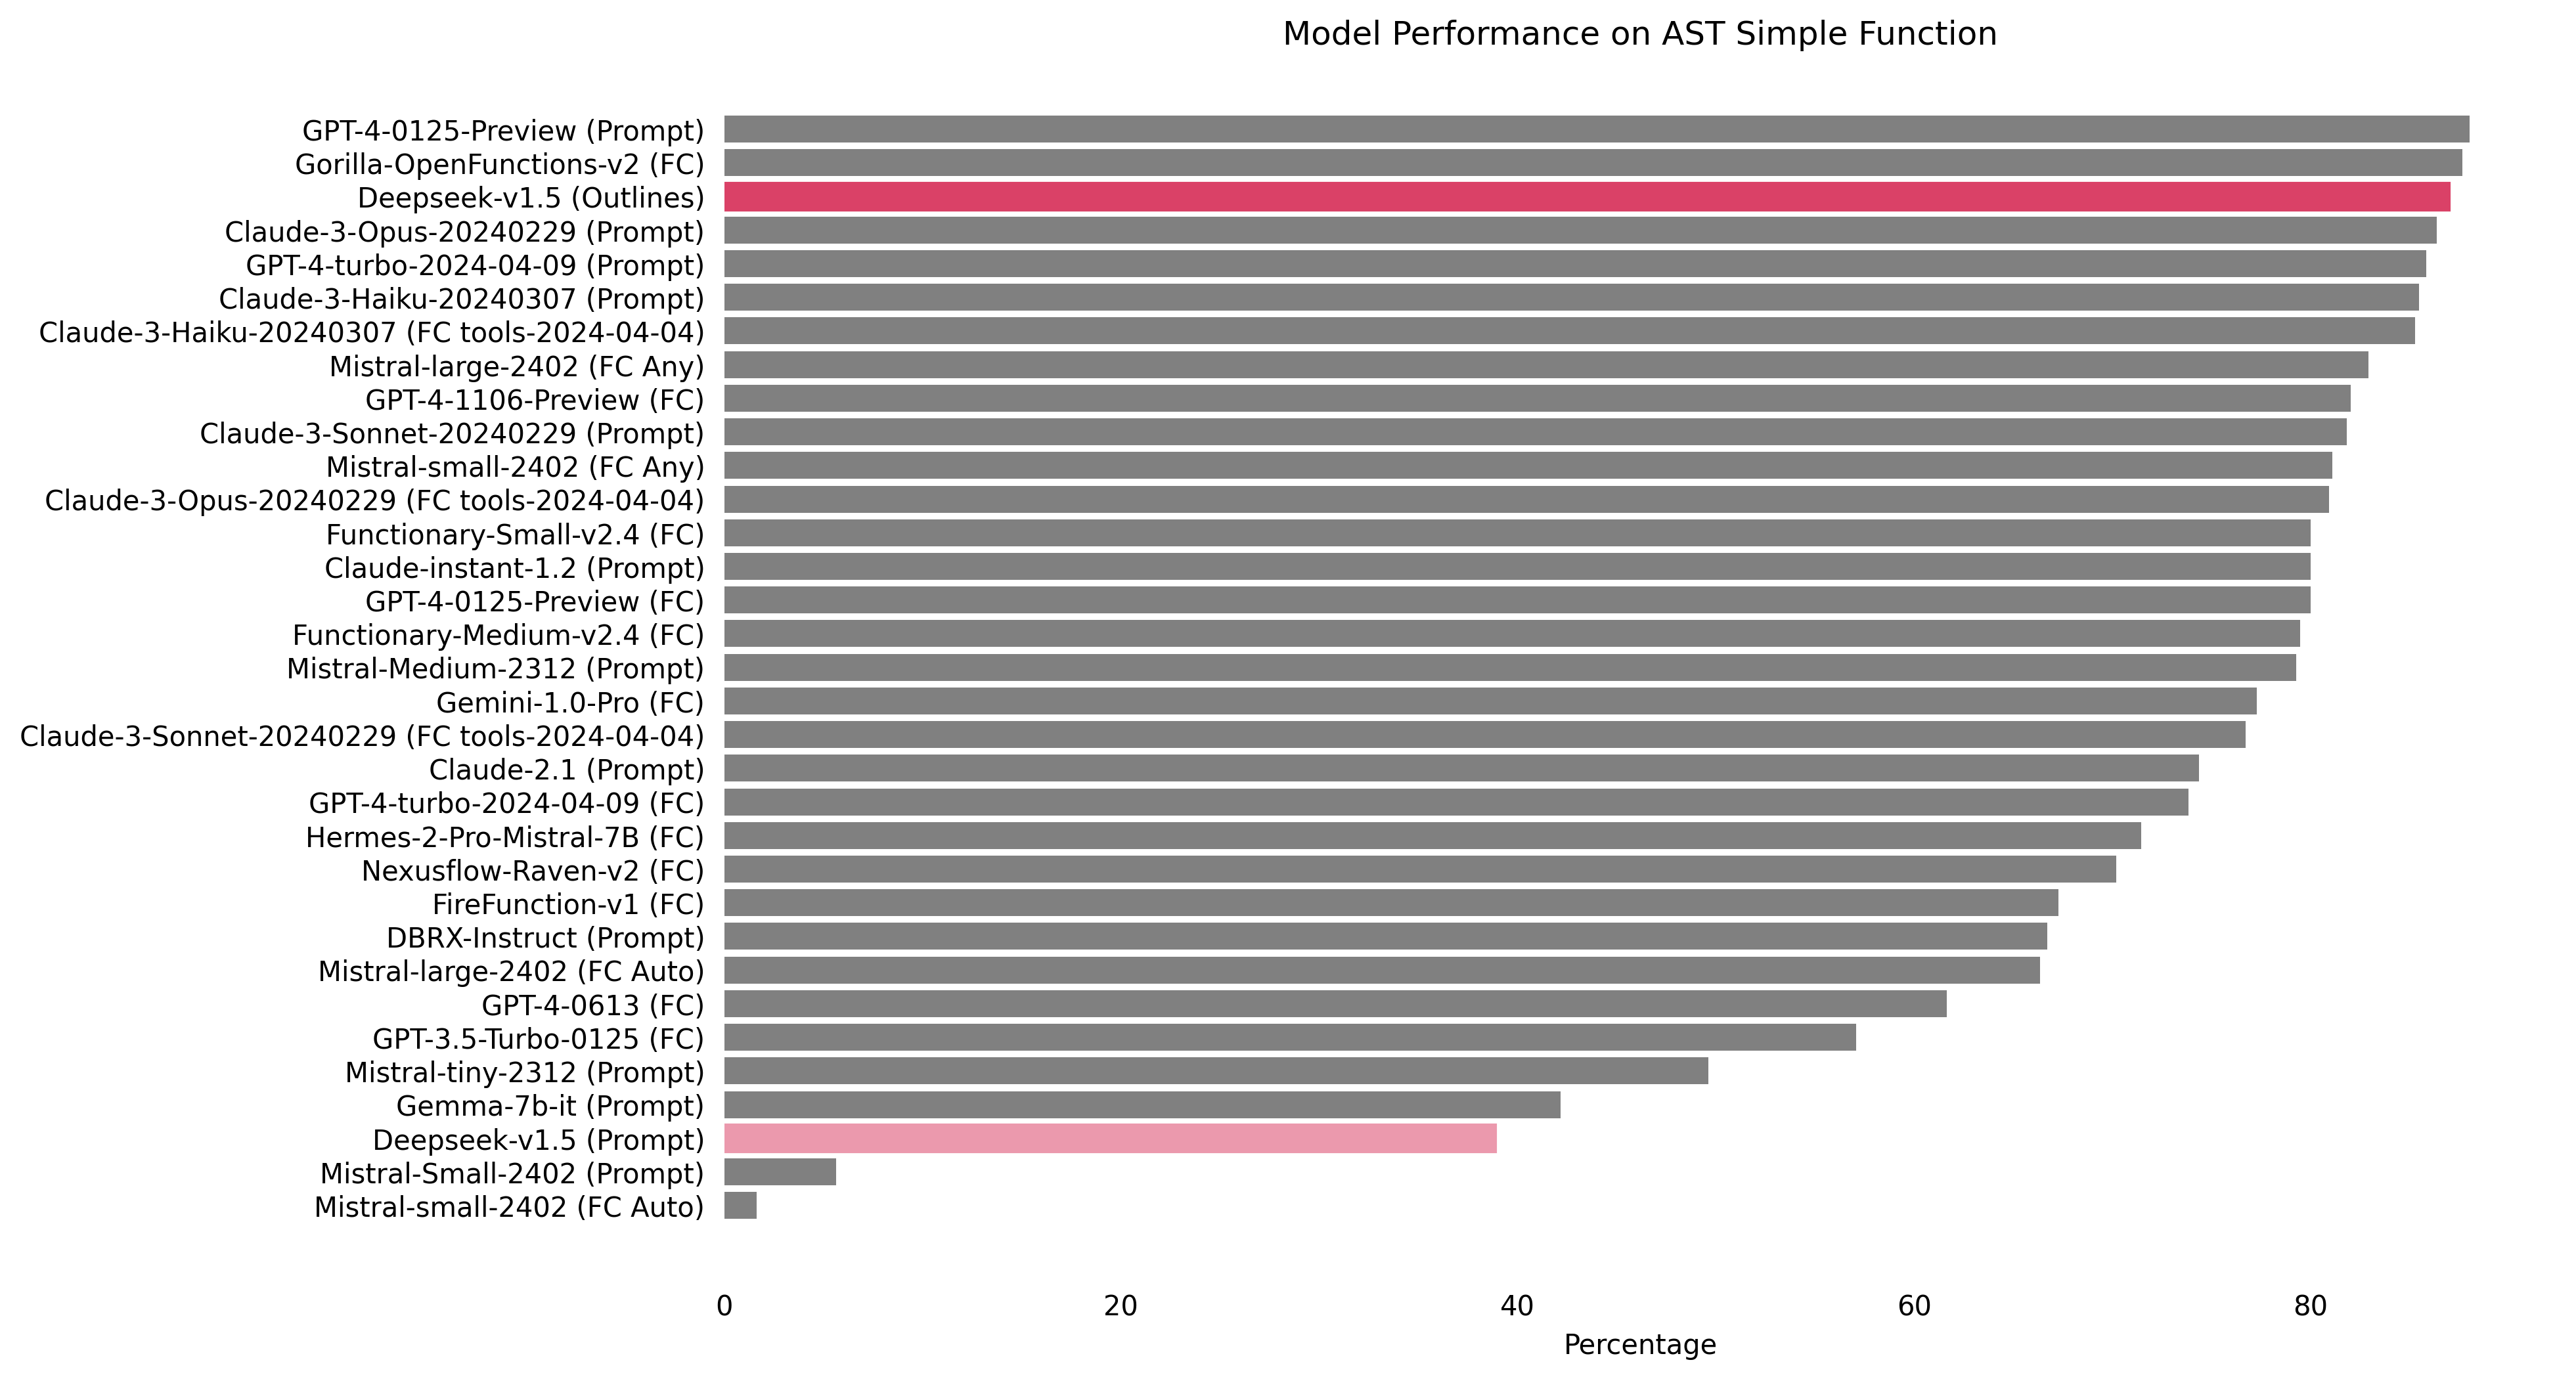 Model Performance on AST Simple Function
GPT-4-0125-Preview (Prompt)
Gorilla-OpenFunctions-v2 (FC)
Deepseek-v1.5 (Outlines)
Claude-3-Opus-20240229 (Prompt)
GPT-4-turbo-2024-04-09 (Prompt)
Claude-3-Haiku-20240307 (Prompt)
Claude-3-Haiku-20240307 (FC tools-2024-04-04)
Mistral-large-2402 (FC Any)
GPT-4-1106-Preview (FC)
Claude-3-Sonnet-20240229 (Prompt)
Mistral-small-2402 (FC Any)
Claude-3-Opus-20240229 (FC tools-2024-04-04)
Functionary-Small-v2.4 (FC)
Claude-instant-1.2 (Prompt)
GPT-4-0125-Preview (FC)
Functionary-Medium-v2.4 (FC)
Mistral-Medium-2312 (Prompt)
Gemini-1.0-Pro (FC)
Claude-3-Sonnet-20240229 (FC tools-2024-04-04)
Claude-2.1 (Prompt)
GPT-4-turbo-2024-04-09 (FC)
Hermes-2-Pro-Mistral-7B (FC)
Nexusflow-Raven-v2 (FC)
FireFunction-v1 (FC)
DBRX-Instruct (Prompt)
Mistral-large-2402 (FC Auto)
GPT-4-0613 (FC)
GPT-3.5-Turbo-0125 (FC)
Mistral-tiny-2312 (Prompt)
Gemma-7b-it (Prompt)
Deepseek-v1.5 (Prompt)
Mistral-Small-2402 (Prompt)
Mistral-small-2402 (FC Auto)
0 20 40 60 80
Percentage